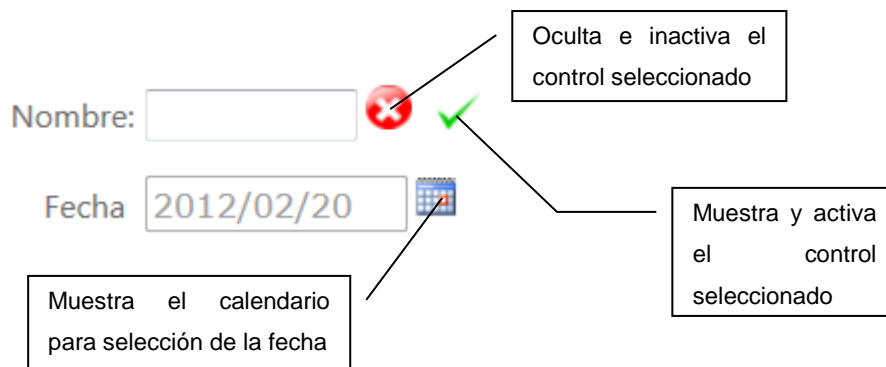 Oculta e inactiva el
control seleccionado
Nombre:
Fecha 2012/02/20
Muestra y activa
el control
seleccionado
Muestra el calendario
para selección de la fecha